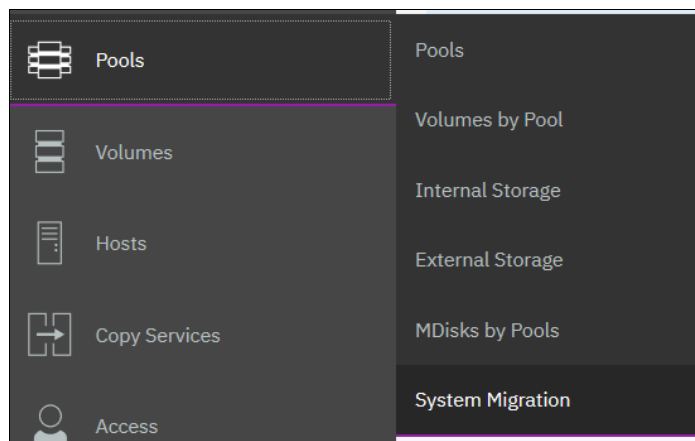 Pools
Volumes
Hosts
Copy Services
Access
Pools
Volumes by Pool
Internal Storage
External Storage
MDisks by Pools
System Migration